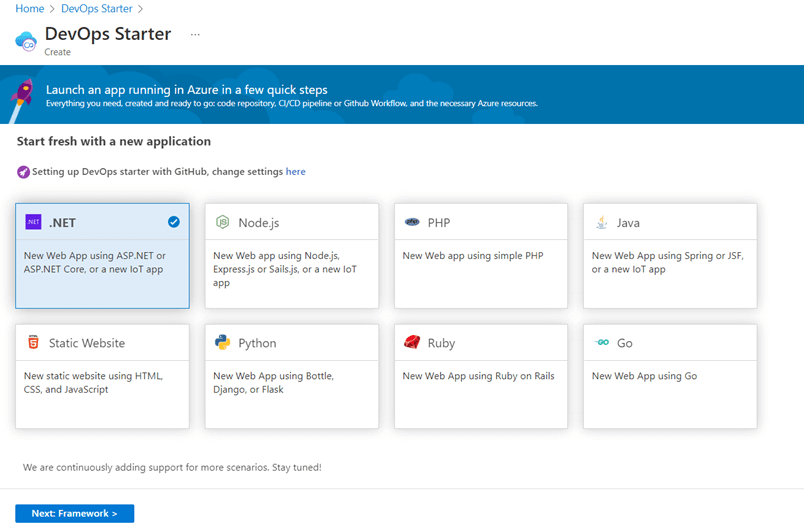 Home > DevOps Starter >
DevOps Starter ...
Create
Launch an app running in Azure in a few quick steps
Everything you need, created and ready to go: code repository, CI/CD pipeline or Github Workflow, and the necessary Azure resources.
Start fresh with a new application
Setting up DevOps starter with GitHub, change settings here
.NET .NET
New Web App using ASP.NET or
ASP.NET Core, or a new IoT app
Node.js
New Web app using Node.js,
Express.js or Sails.js, or a new IoT
app
php PHP
New Web app using simple PHP
Java
New Web App using Spring or JSF,
or a new IoT app
Static Website
New static website using HTML,
CSS, and JavaScript
Python
New Web App using Bottle,
Django, or Flask
Ruby
New Web App using Ruby on Rails
GO Go
New Web App using Go
We are continuously adding support for more scenarios. Stay tuned!
Next: Framework >